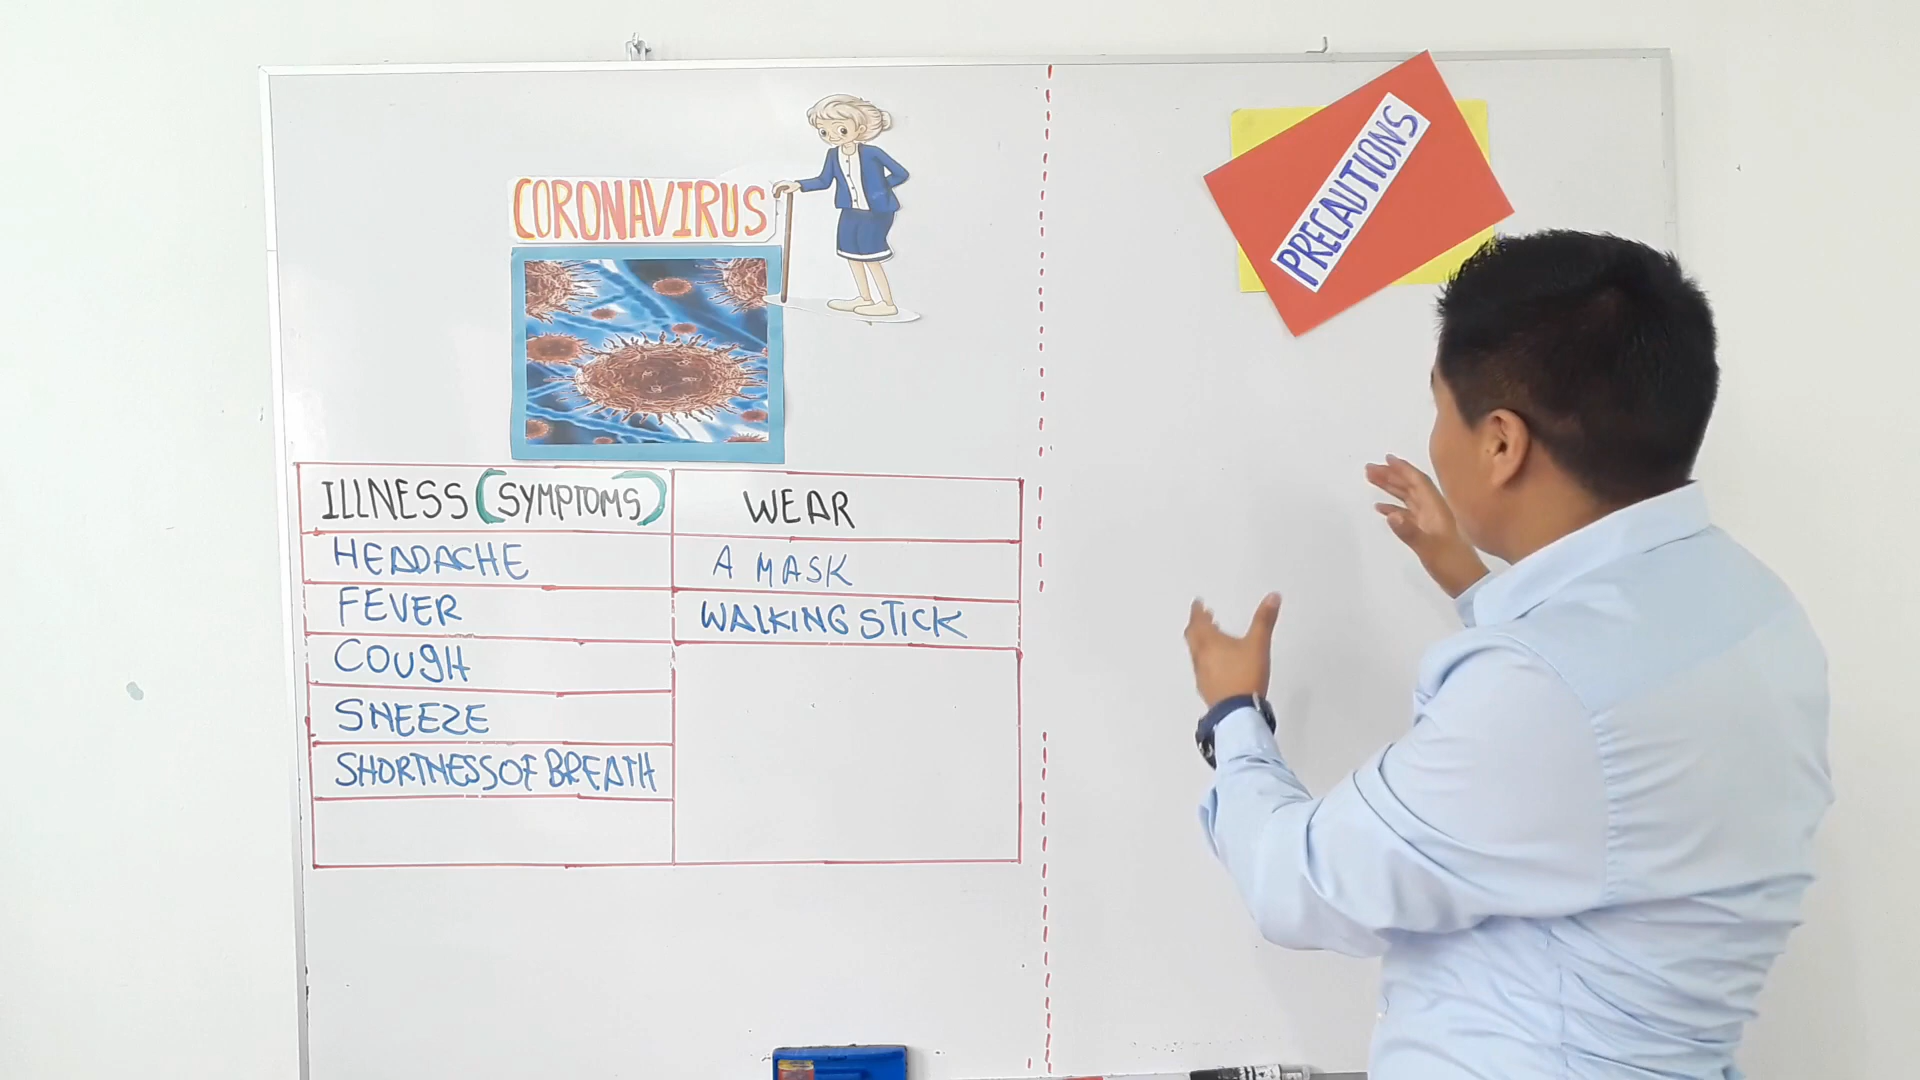 CORONAVIRUS
PRECAUTIONS
ILLNESS (SYMPTOMS)
WEAR
HEADACHE
A MASK
FEVER
WALKING STICK
COUgH
SNEEZE
SHORTNESS OF BREATH